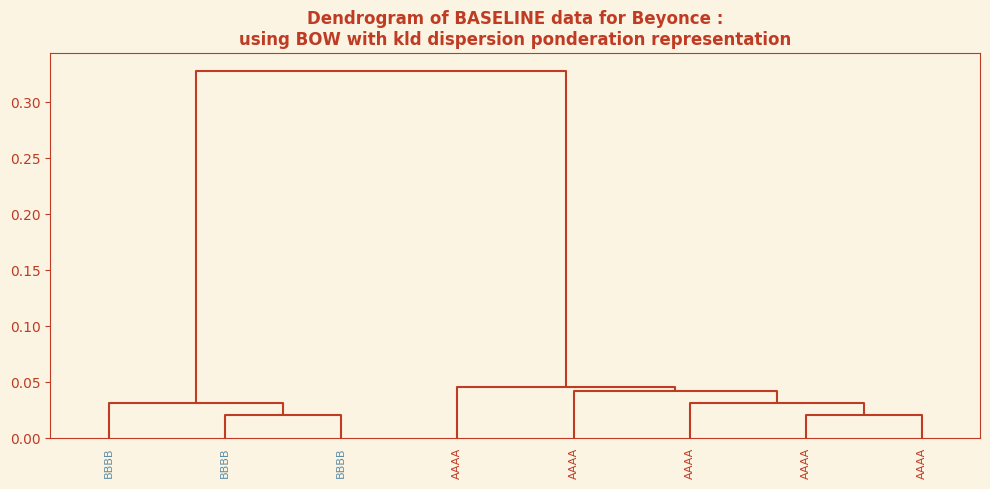 Dendrogram of BASELINE data for Beyonce :
using BOW with kld dispersion ponderation representation
0.30
0.25
0.20
0.15
0.10
0.05
0.00
BBBB
BBBB
BBBB
AAAA
AAAA
AAAA
AAAA
AAAA